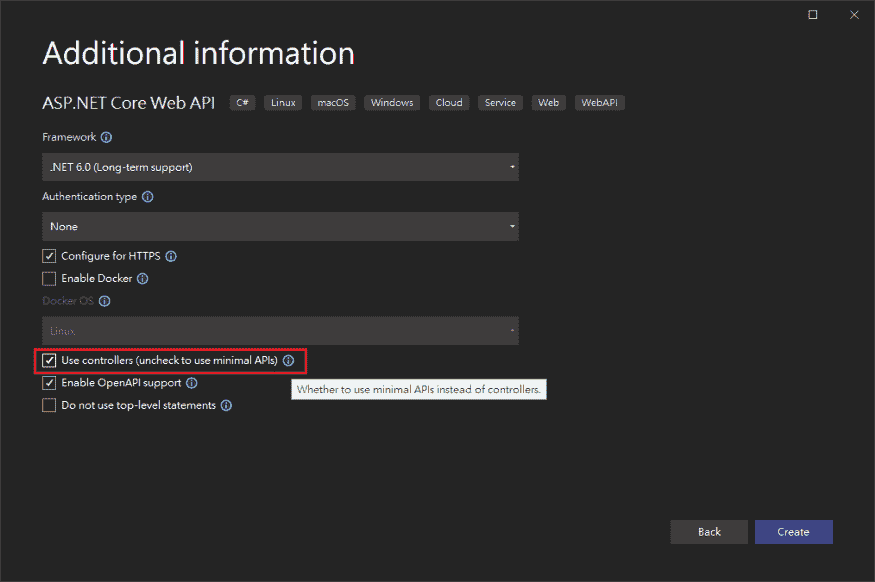 Additional information
ASP.NET Core Web API C# Linux macOS Windows Cloud Service Web WebAPI
Framework
.NET 6.0 (Long-term support)
Authentication type
None
Configure for HTTPS
Enable Docker
Docker OS
Linux
Use controllers (uncheck to use minimal APIs)
Enable OpenAPI support
Whether to use minimal APIs instead of controllers.
Do not use top-level statements
Back Create